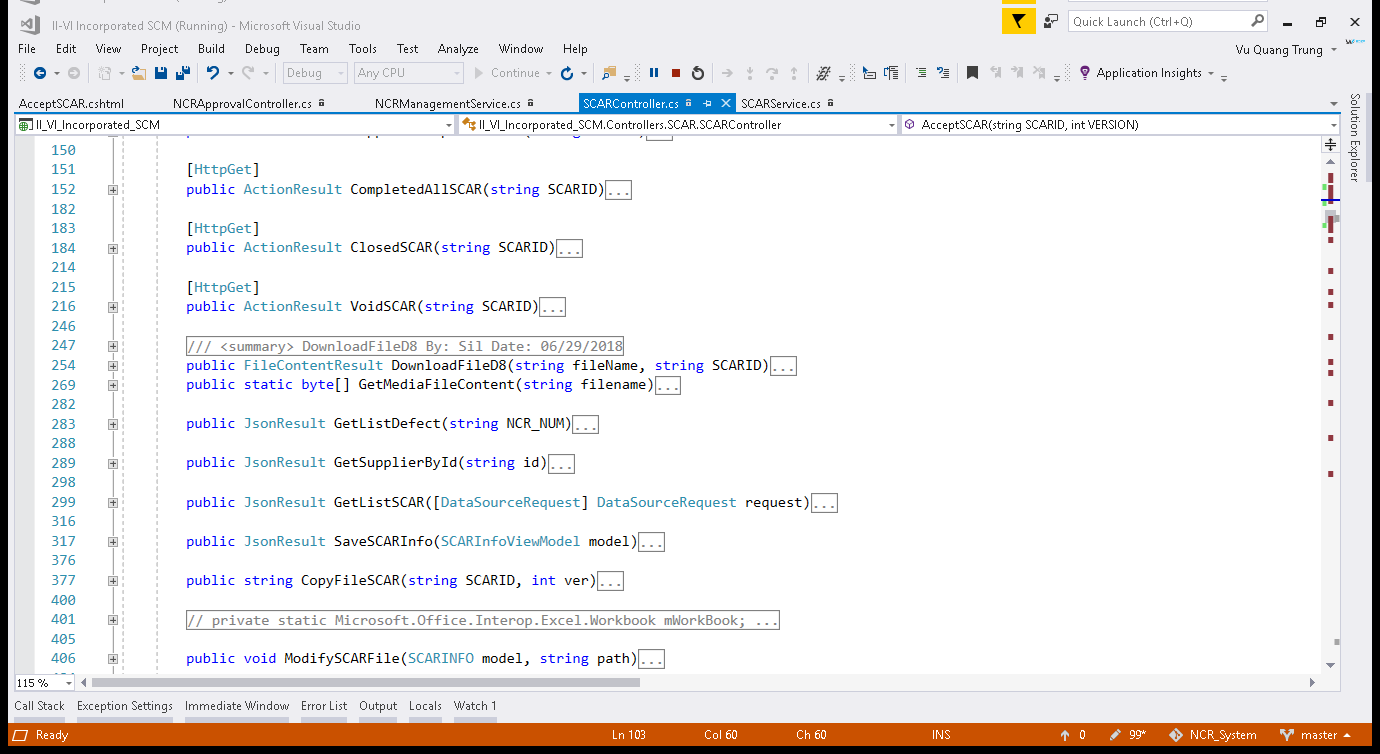 II-VI Incorporated SCM (Running) - Microsoft Visual Studio
Quick Launch (Ctrl+Q)
File Edit View Project Build Debug Team Tools Test Analyze Window Help
Vu Quang Trung
Debug Any CPU Continue Application Insights
AcceptSCAR.cshtml NCRApprovalController.cs NCRManagementService.cs SCARController.cs SCARService.cs
II_VI_Incorporated_SCM II_VI_Incorporated_SCM.Controllers.SCAR.SCARController AcceptSCAR(string SCARID, int VERSION)
Solution Explorer
150
151 [HttpGet]
152 public ActionResult CompletedAllSCAR(string SCARID)...
182
183 [HttpGet]
184 public ActionResult ClosedSCAR(string SCARID)...
214
215 [HttpGet]
216 public ActionResult VoidSCAR(string SCARID)...
246
247 /// <summary> DownloadFileD8 By: Sil Date: 06/29/2018
254 public FileContentResult DownloadFileD8(string fileName, string SCARID)...
269 public static byte[] GetMediaFileContent(string filename)...
282
283 public JsonResult GetListDefect(string NCR_NUM)...
288
289 public JsonResult GetSupplierById(string id)...
298
299 public JsonResult GetListSCAR([DataSourceRequest] DataSourceRequest request)...
316
317 public JsonResult SaveSCARInfo(SCARInfoViewModel model)...
376
377 public string CopyFileSCAR(string SCARID, int ver)...
400
401 // private static Microsoft.Office.Interop.Excel.Workbook mWorkBook; ...
405
406 public void ModifySCARFile(SCARINFO model, string path)...
115 %
Call Stack Exception Settings Immediate Window Error List Output Locals Watch 1
Ready Ln 103 Col 60 Ch 60 INS 0 99* NCR_System master